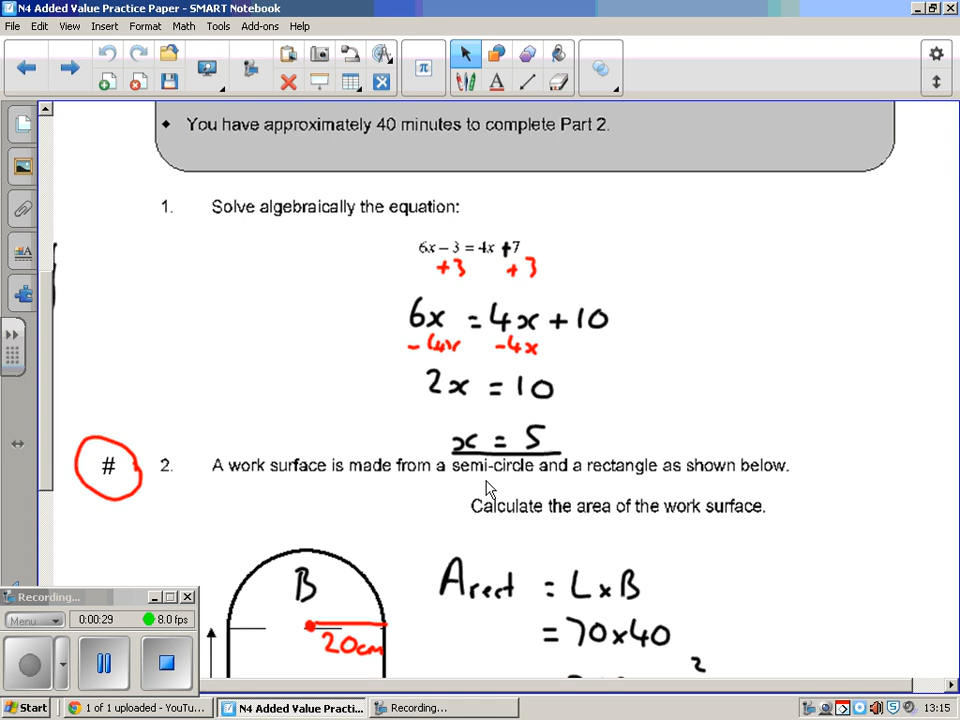 N4 Added Value Practice Paper - SMART Notebook
File Edit View Insert Format Math Tools Add-ons Help
π
A
♦ You have approximately 40 minutes to complete Part 2.
1. Solve algebraically the equation:
6x – 3 = 4x +7
+3 +3
6x = 4x + 10
- 4x -4x
2x = 10
x = 5
# 2. A work surface is made from a semi-circle and a rectangle as shown below.
Calculate the area of the work surface.
B
20cm
Arect = L x B
= 70 x 40
2
Recording...
Menu 0:00:29 8.0 fps
Start 1 of 1 uploaded - YouTu... N4 Added Value Practi... Recording... 13:15